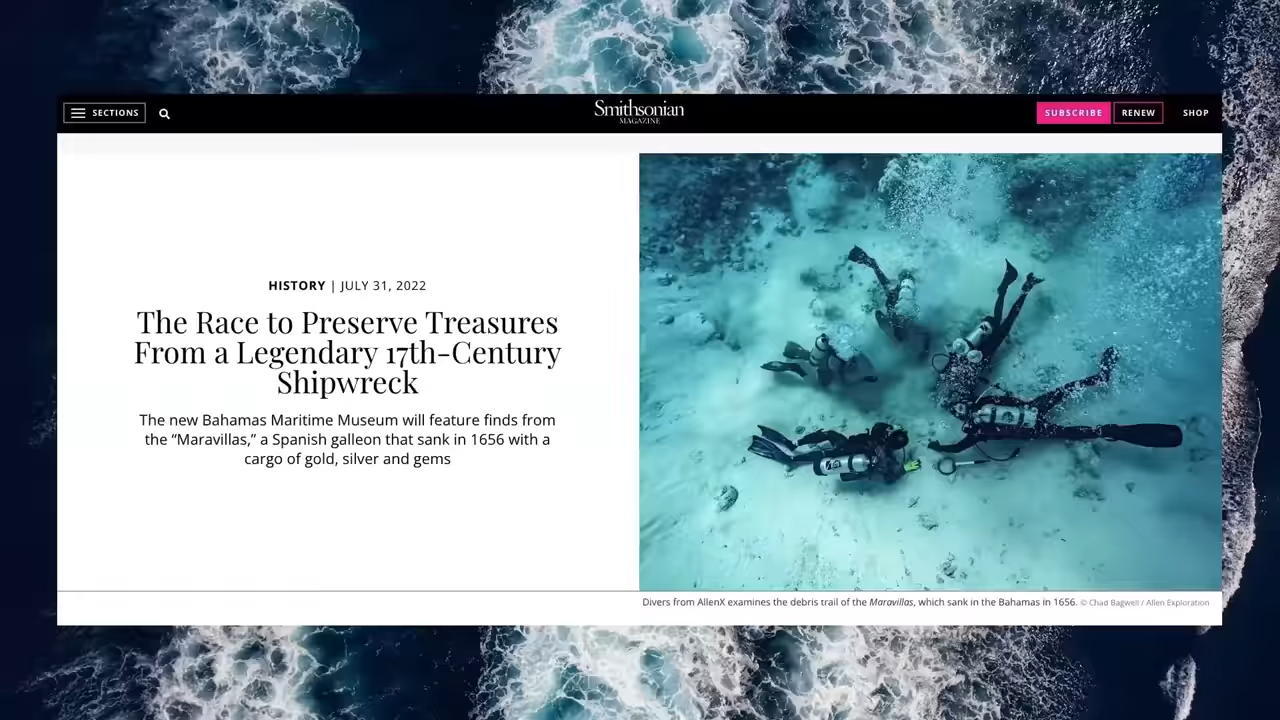 SECTIONS
Smithsonian
MAGAZINE
SUBSCRIBE
RENEW
SHOP
HISTORY | JULY 31, 2022
The Race to Preserve Treasures
From a Legendary 17th-Century
Shipwreck
The new Bahamas Maritime Museum will feature finds from
the “Maravillas,” a Spanish galleon that sank in 1656 with a
cargo of gold, silver and gems
Divers from AllenX examines the debris trail of the Maravillas, which sank in the Bahamas in 1656. © Chad Bagwell / Allen Exploration